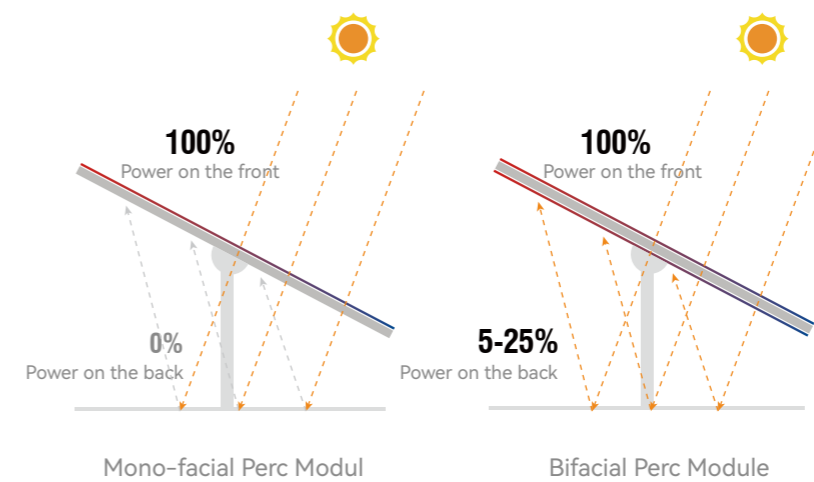 100%
Power on the front
0%
Power on the back
Mono-facial Perc Modul
100%
Power on the front
5-25%
Power on the back
Bifacial Perc Module